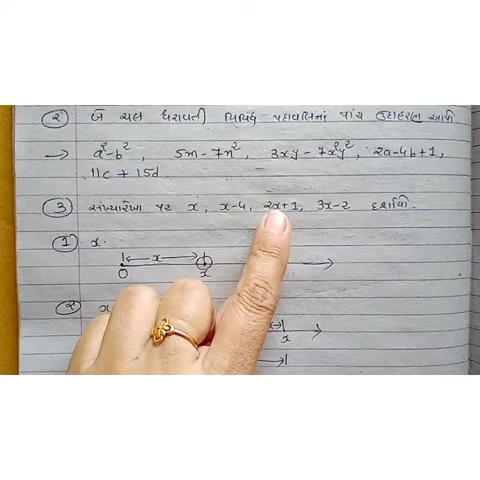 (૨) બે ચલ ધરાવતી વિવિધ પદાવલિનાં પાંચ ઉદાહરણ આપો
→ a²-b², 5m-7n², 3xy-7x²y², 2a-4b+1,
11c + 15d.
(3) સંખ્યારેખા પર x, x-4, 2x+1, 3x-2 દર્શાવો.
(1) x.
x
0 x
(૨) x
x